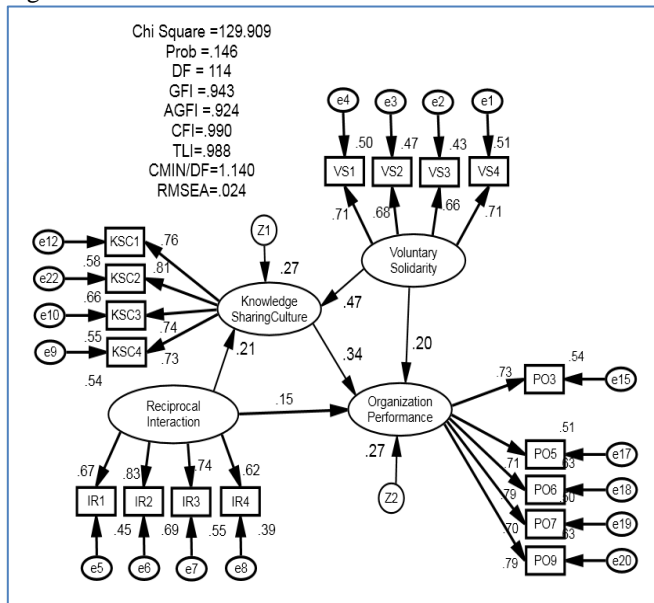 Chi Square =129.909
Prob =.146
DF = 114
GFI =.943
AGFI =.924
CFI=.990
TLI=.988
CMIN/DF=1.140
RMSEA=.024
e4 e3 e2 e1
.50 .47 .43 .51
VS1 VS2 VS3 VS4
.71 .68 .66 .71
Voluntary
Solidarity
Z1
.27
e12 KSC1 .76
.58
e22 KSC2 .81
.66
e10 KSC3 .74
.55
e9 KSC4 .73
.54
Knowledge
SharingCulture
.47
.21
.34
.20
Reciprocal
Interaction
.15
Organization
Performance
.27
Z2
.67 .83 .74 .62
IR1 IR2 IR3 IR4
.45 .69 .55 .39
e5 e6 e7 e8
.73 PO3 .54 e15
.51
.71 PO5 e17
.63
.79 PO6 e18
.50
.70 PO7 e19
.63
.79 PO9 e20